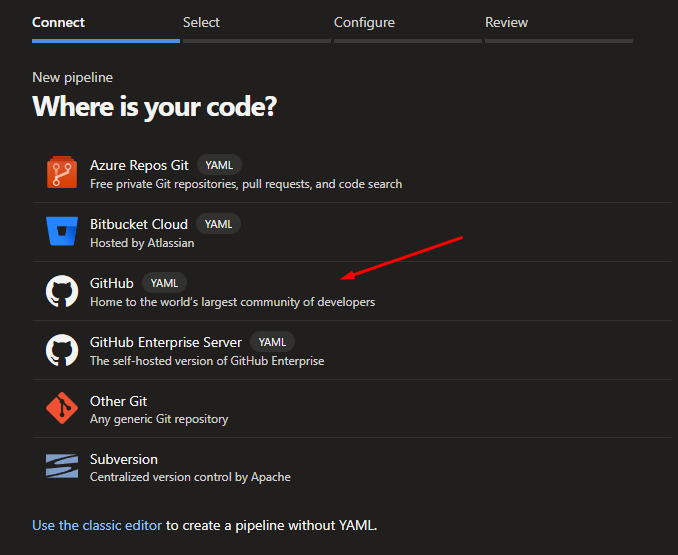 Connect Select Configure Review
New pipeline
Where is your code?
Azure Repos Git YAML
Free private Git repositories, pull requests, and code search
Bitbucket Cloud YAML
Hosted by Atlassian
GitHub YAML
Home to the world's largest community of developers
GitHub Enterprise Server YAML
The self-hosted version of GitHub Enterprise
Other Git
Any generic Git repository
Subversion
Centralized version control by Apache
Use the classic editor to create a pipeline without YAML.